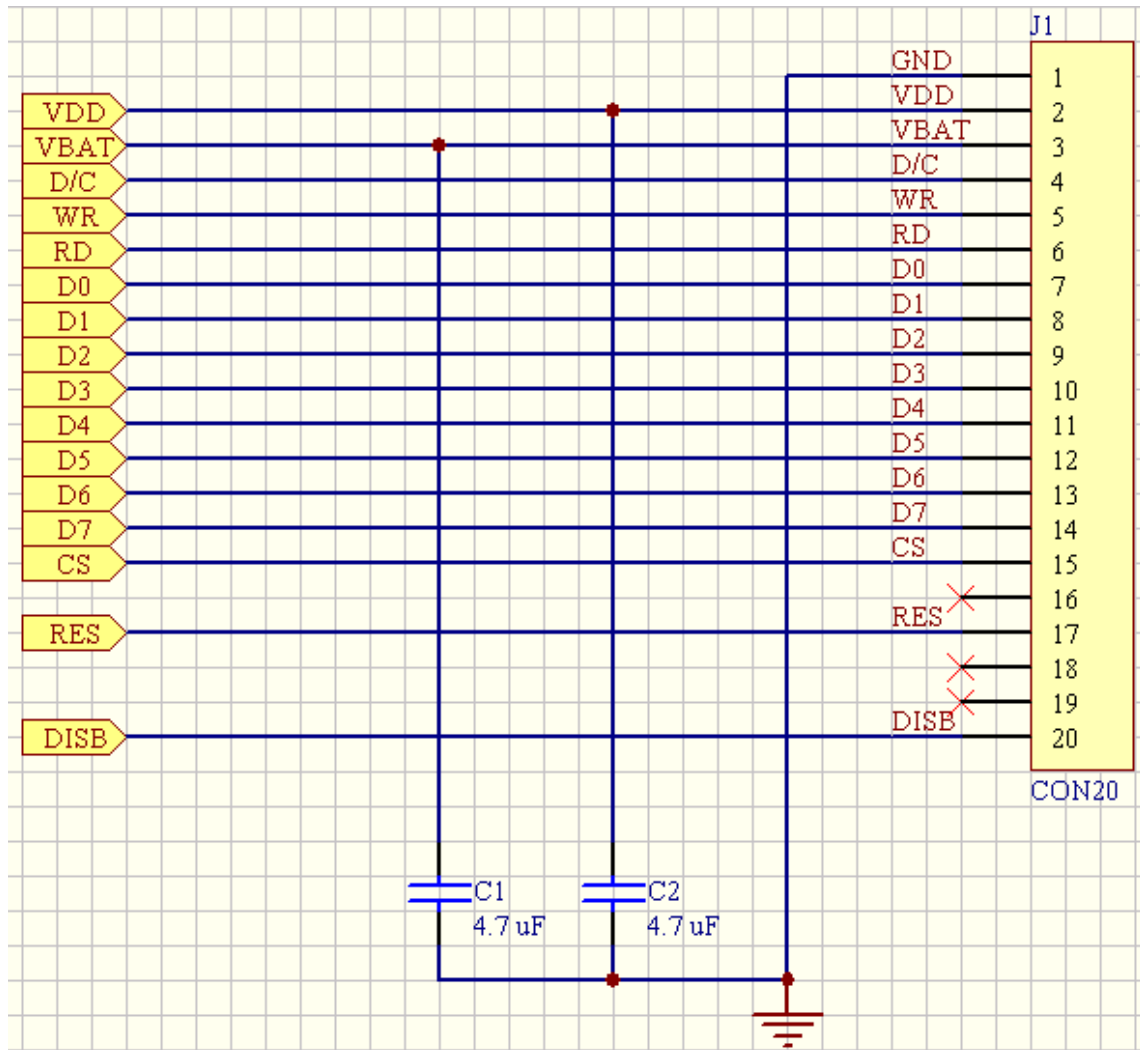 J1
GND 1
VDD VDD 2
VBAT VBAT 3
D/C D/C 4
WR WR 5
RD RD 6
D0 D0 7
D1 D1 8
D2 D2 9
D3 D3 10
D4 D4 11
D5 D5 12
D6 D6 13
D7 D7 14
CS CS 15
16
RES RES 17
18
19
DISB DISB 20
CON20
C1 C2
4.7 uF 4.7 uF